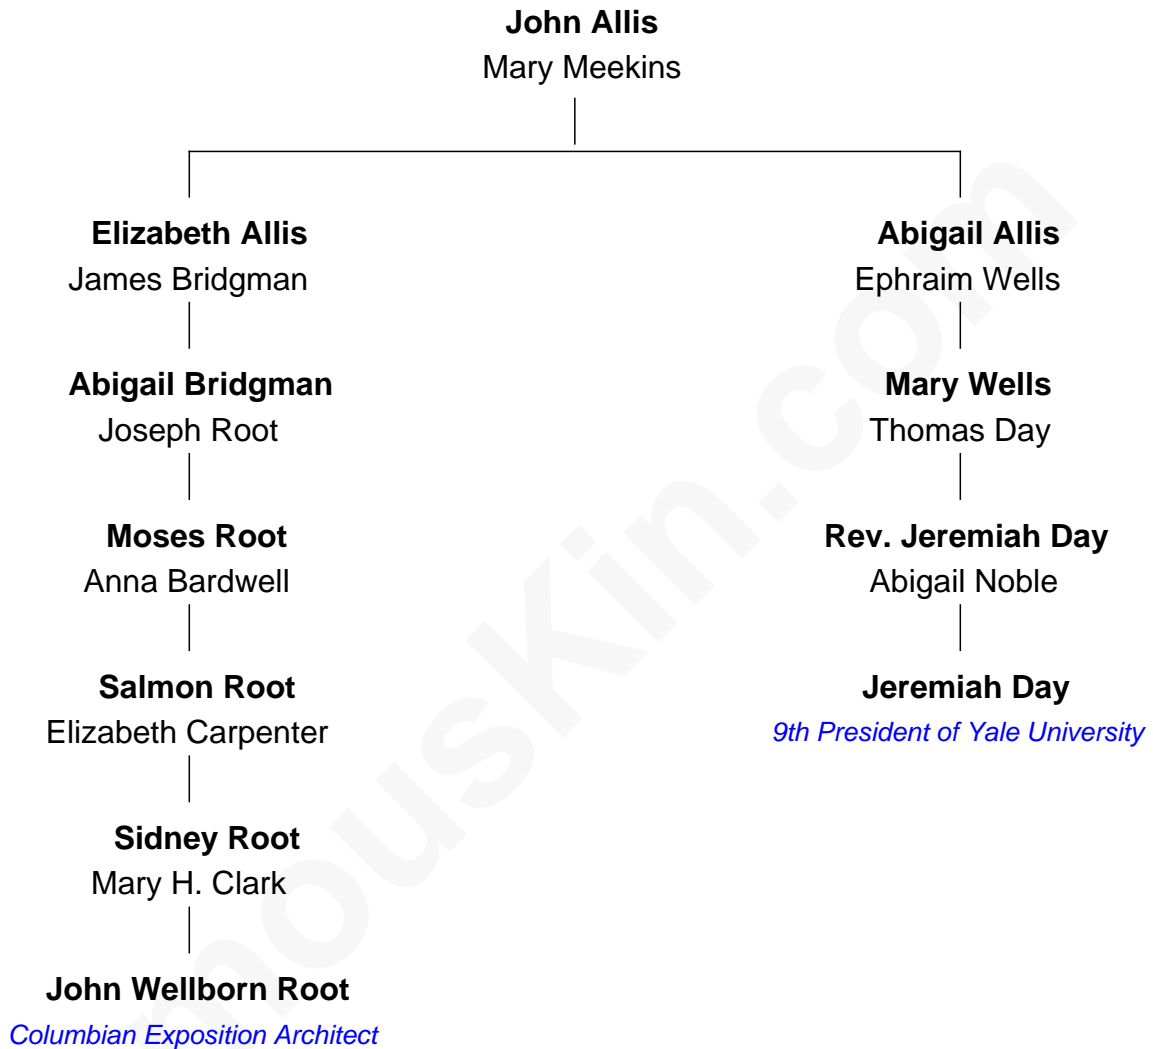 John Allis
Mary Meekins
Elizabeth Allis
James Bridgman
Abigail Allis
Ephraim Wells
Abigail Bridgman
Joseph Root
Mary Wells
Thomas Day
Moses Root
Anna Bardwell
Rev. Jeremiah Day
Abigail Noble
Salmon Root
Elizabeth Carpenter
Jeremiah Day
9th President of Yale University
Sidney Root
Mary H. Clark
John Wellborn Root
Columbian Exposition Architect
mousKin.com